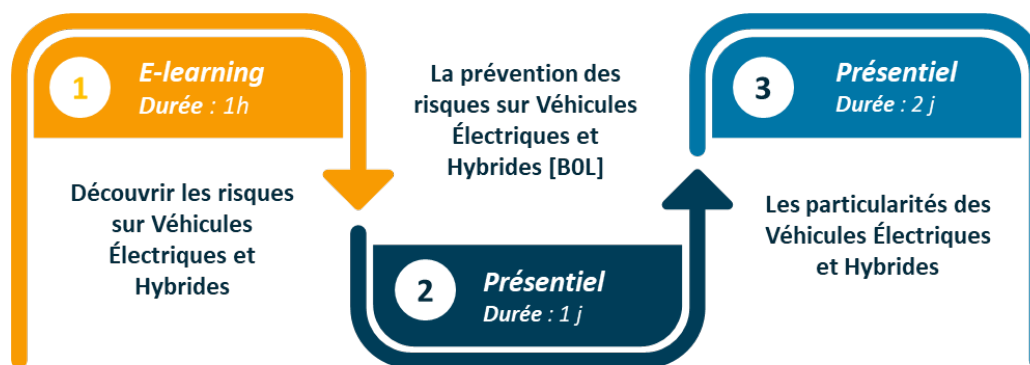 1
E-learning
Durée : 1h
Découvrir les risques
sur Véhicules
Électriques et
Hybrides
La prévention des
risques sur Véhicules
Électriques et
Hybrides [B0L]
2
Présentiel
Durée : 1 j
3
Présentiel
Durée : 2 j
Les particularités des
Véhicules Électriques
et Hybrides